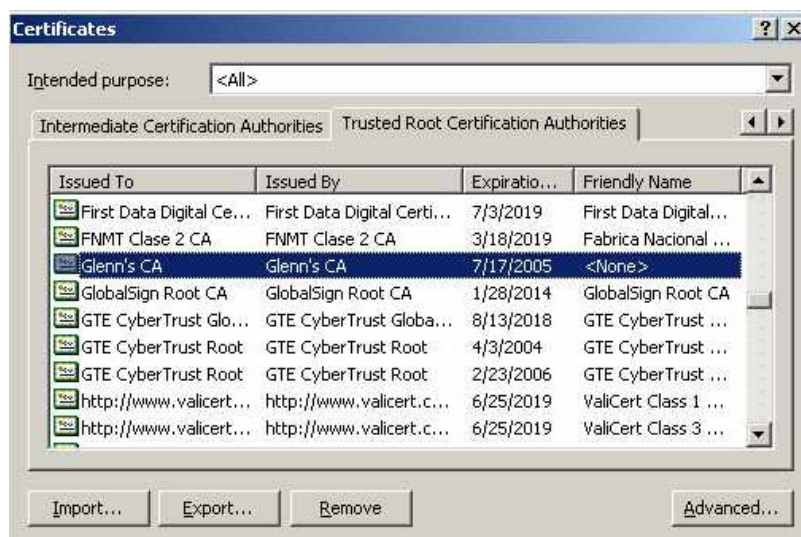 Certificates
Intended purpose: <All>
Intermediate Certification Authorities Trusted Root Certification Authorities
Issued To Issued By Expiratio... Friendly Name
First Data Digital Ce... First Data Digital Certi... 7/3/2019 First Data Digital...
FNMT Clase 2 CA FNMT Clase 2 CA 3/18/2019 Fabrica Nacional ...
Glenn's CA Glenn's CA 7/17/2005 <None>
GlobalSign Root CA GlobalSign Root CA 1/28/2014 GlobalSign Root CA
GTE CyberTrust Glo... GTE CyberTrust Globa... 8/13/2018 GTE CyberTrust ...
GTE CyberTrust Root GTE CyberTrust Root 4/3/2004 GTE CyberTrust ...
GTE CyberTrust Root GTE CyberTrust Root 2/23/2006 GTE CyberTrust ...
http://www.valicert... http://www.valicert.c... 6/25/2019 ValiCert Class 1 ...
http://www.valicert... http://www.valicert.c... 6/25/2019 ValiCert Class 3 ...
Import... Export... Remove Advanced...